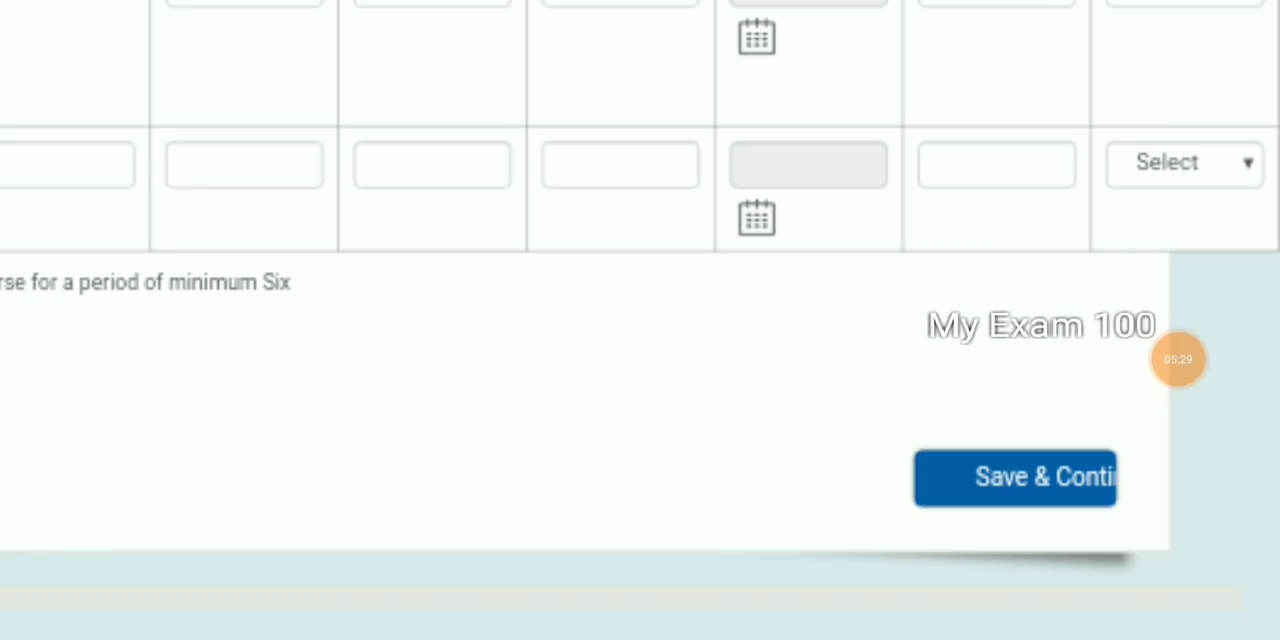 Select
rse for a period of minimum Six
My Exam 100
05:29
Save & Conti